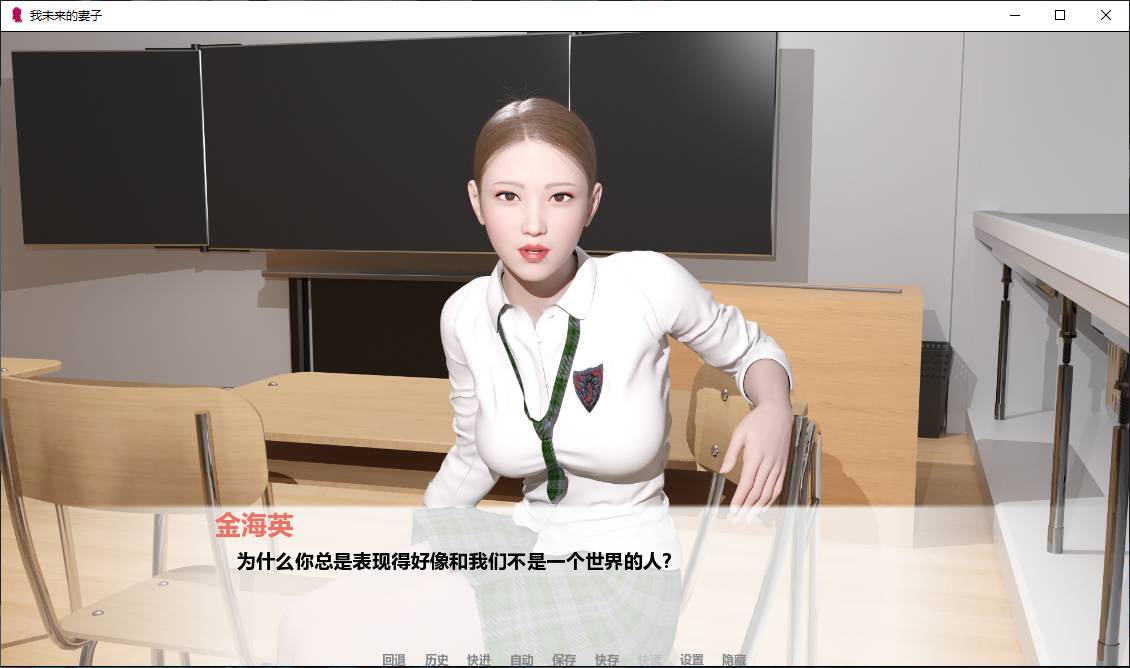 我未来的妻子
金海英
为什么你总是表现得好像和我们不是一个世界的人?
回退 历史 快进 自动 保存 快存 快读 设置 隐藏